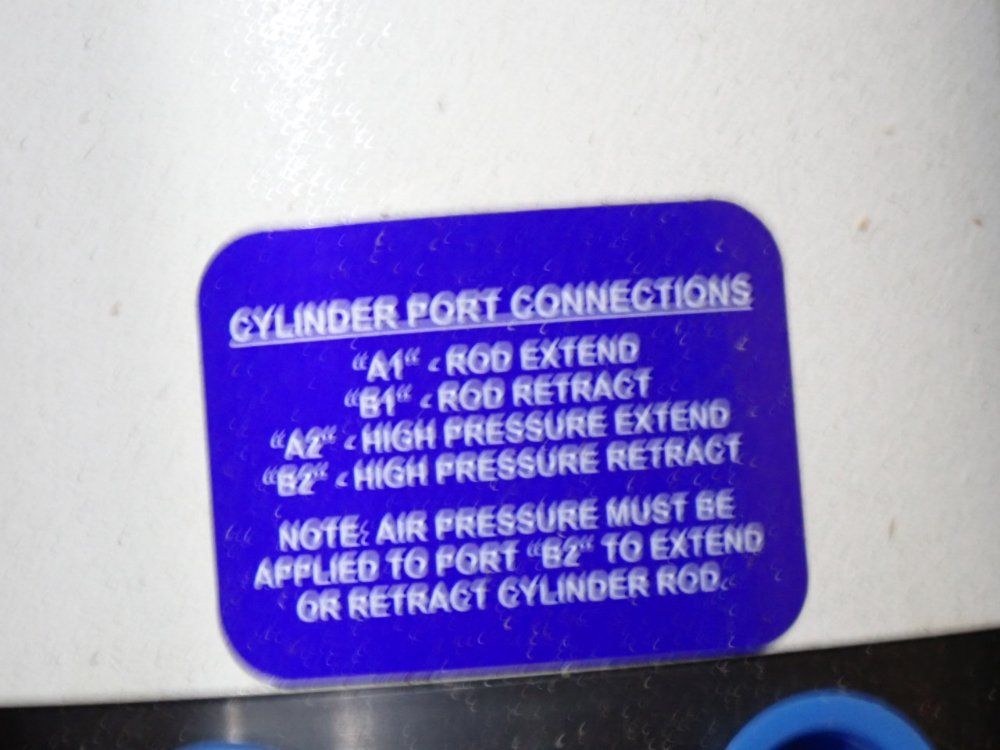 CYLINDER PORT CONNECTIONS
"A1" - ROD EXTEND
"B1" - ROD RETRACT
"A2" - HIGH PRESSURE EXTEND
"B2" - HIGH PRESSURE RETRACT
NOTE: AIR PRESSURE MUST BE
APPLIED TO PORT "B2" TO EXTEND
OR RETRACT CYLINDER ROD.